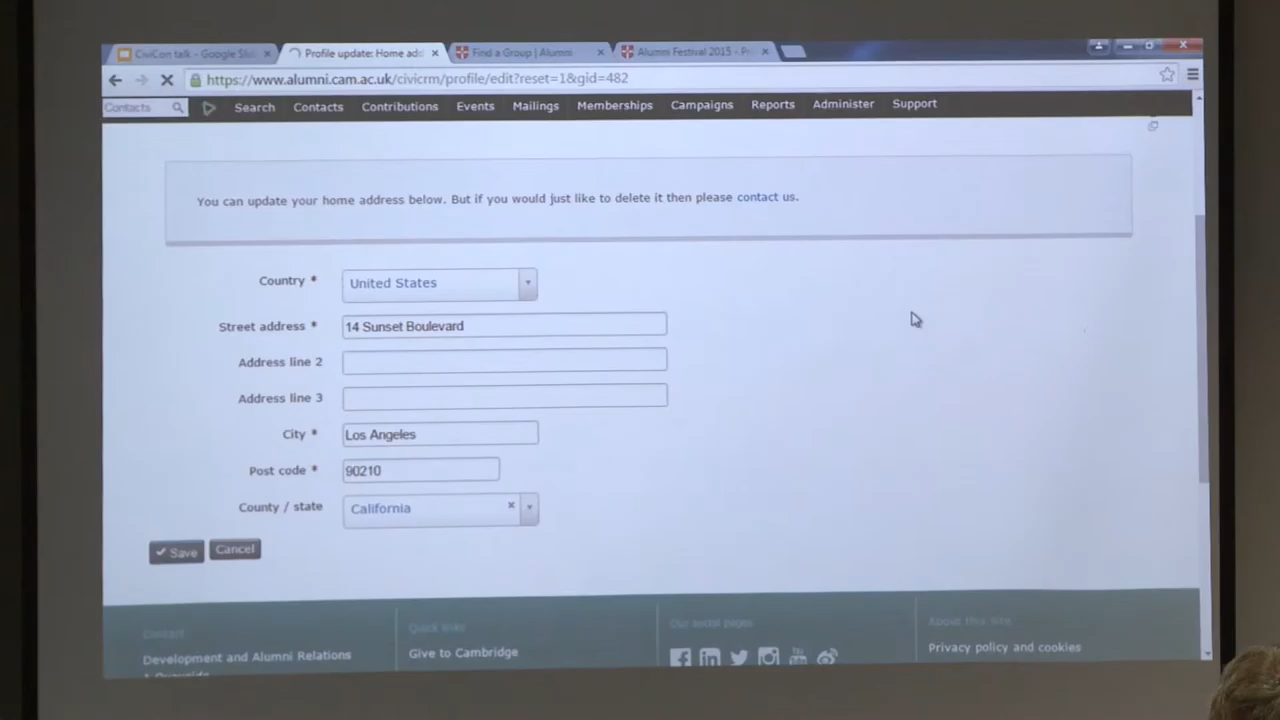 CiviCon talk - Google Slid
Profile update: Home add
Find a Group | Alumni
Alumni Festival 2015 - Pr
https://www.alumni.cam.ac.uk/civicrm/profile/edit?reset=1&gid=482
Contacts
Search Contacts Contributions Events Mailings Memberships Campaigns Reports Administer Support
You can update your home address below. But if you would just like to delete it then please contact us.
Country * United States
Street address * 14 Sunset Boulevard
Address line 2
Address line 3
City * Los Angeles
Post code * 90210
County / state California
Save Cancel
Contact Quick links Our social pages About this site
Development and Alumni Relations Give to Cambridge Privacy policy and cookies